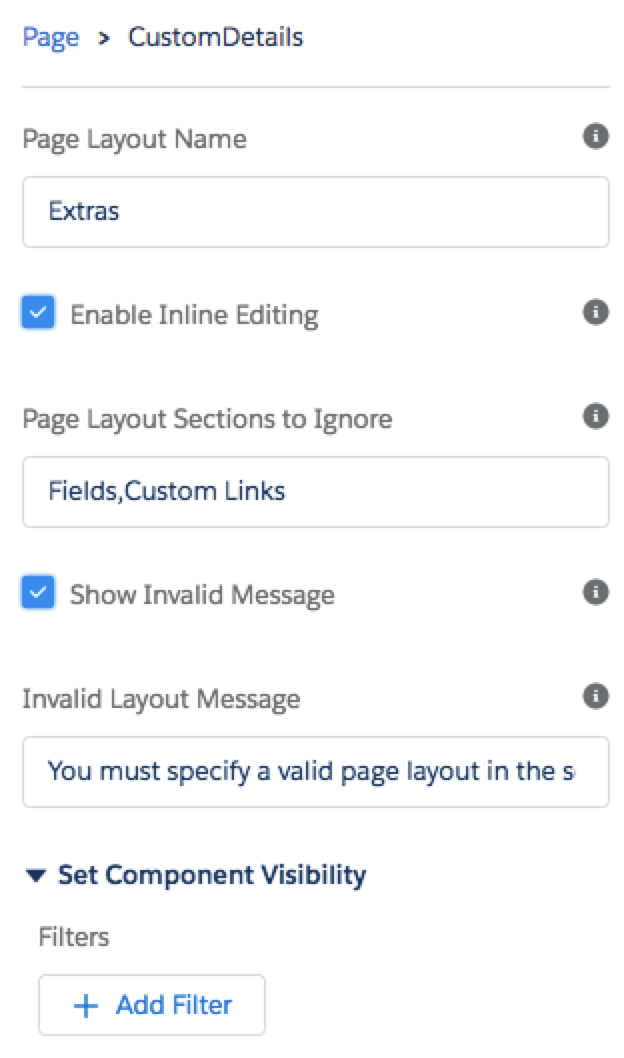 Page > CustomDetails
Page Layout Name
Extras
Enable Inline Editing
Page Layout Sections to Ignore
Fields,Custom Links
Show Invalid Message
Invalid Layout Message
You must specify a valid page layout in the s
Set Component Visibility
Filters
+ Add Filter